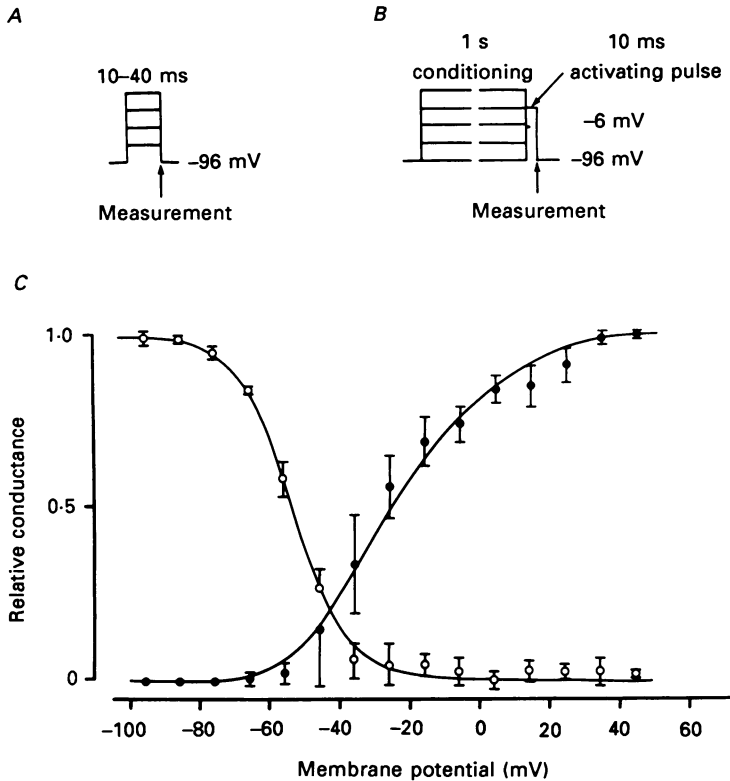 A
10–40 ms
–96 mV
Measurement
B
1 s
conditioning
10 ms
activating pulse
–6 mV
–96 mV
Measurement
C
Relative conductance
1·0
0·5
0
–100 –80 –60 –40 –20 0 20 40 60
Membrane potential (mV)